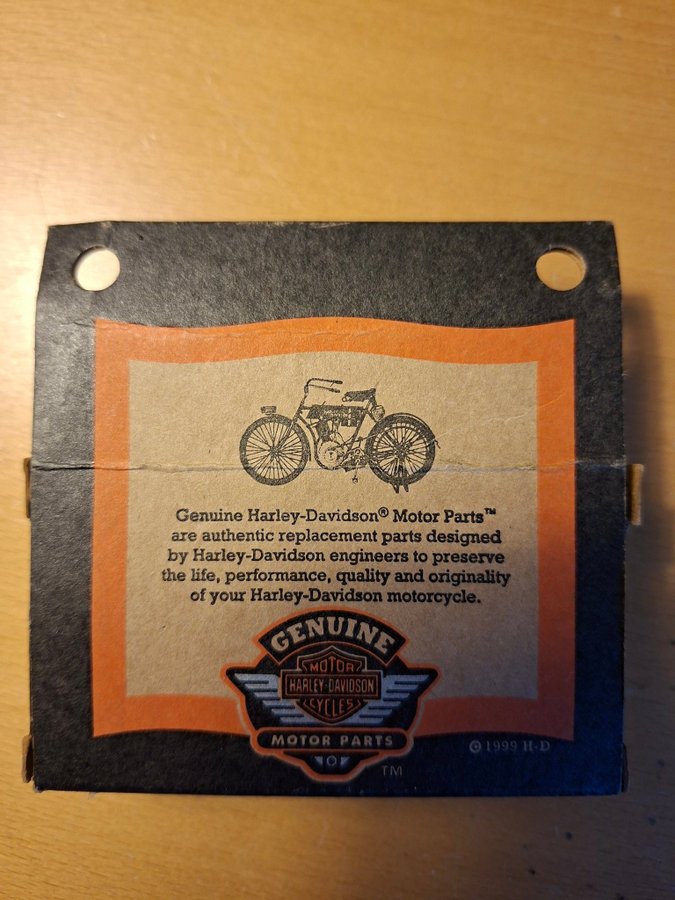 Genuine Harley-Davidson® Motor Parts™
are authentic replacement parts designed
by Harley-Davidson engineers to preserve
the life, performance, quality and originality
of your Harley-Davidson motorcycle.
GENUINE
MOTOR
HARLEY-DAVIDSON
CYCLES
MOTOR PARTS
TM
© 1999 H-D